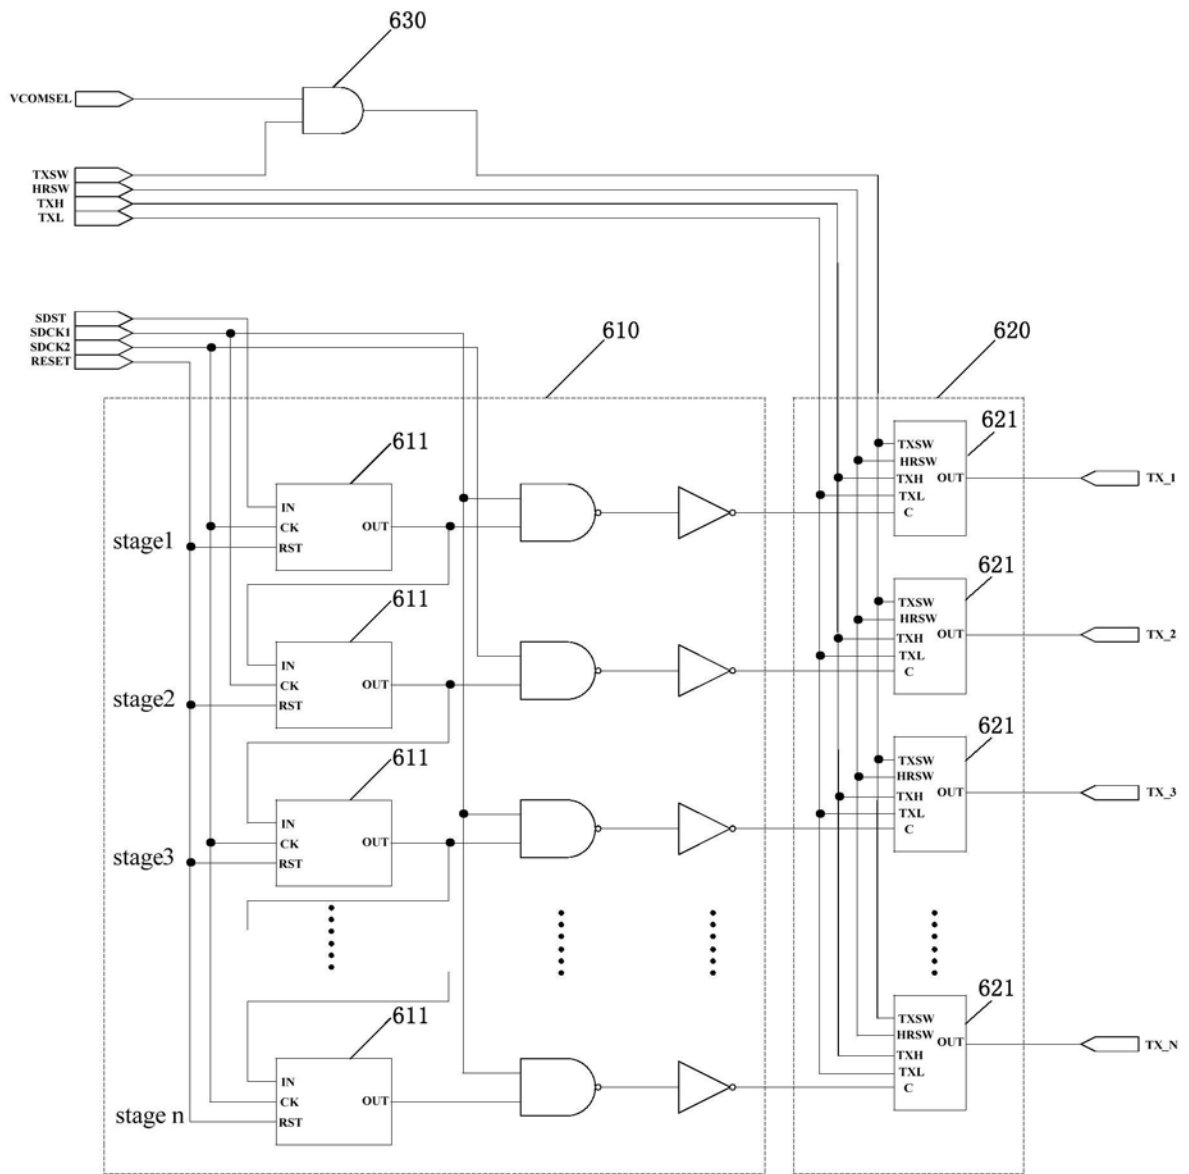 630
VCOMSEL
TXSW
HRSW
TXH
TXL
SDST
SDCK1
SDCK2
RESET
610
620
611
IN
CK
RST
OUT
stage1
621
TXSW
HRSW
TXH
TXL
C
OUT
TX_1
611
IN
CK
RST
OUT
stage2
621
TXSW
HRSW
TXH
TXL
C
OUT
TX_2
611
IN
CK
RST
OUT
stage3
621
TXSW
HRSW
TXH
TXL
C
OUT
TX_3
611
IN
CK
RST
OUT
stage n
621
TXSW
HRSW
TXH
TXL
C
OUT
TX_N